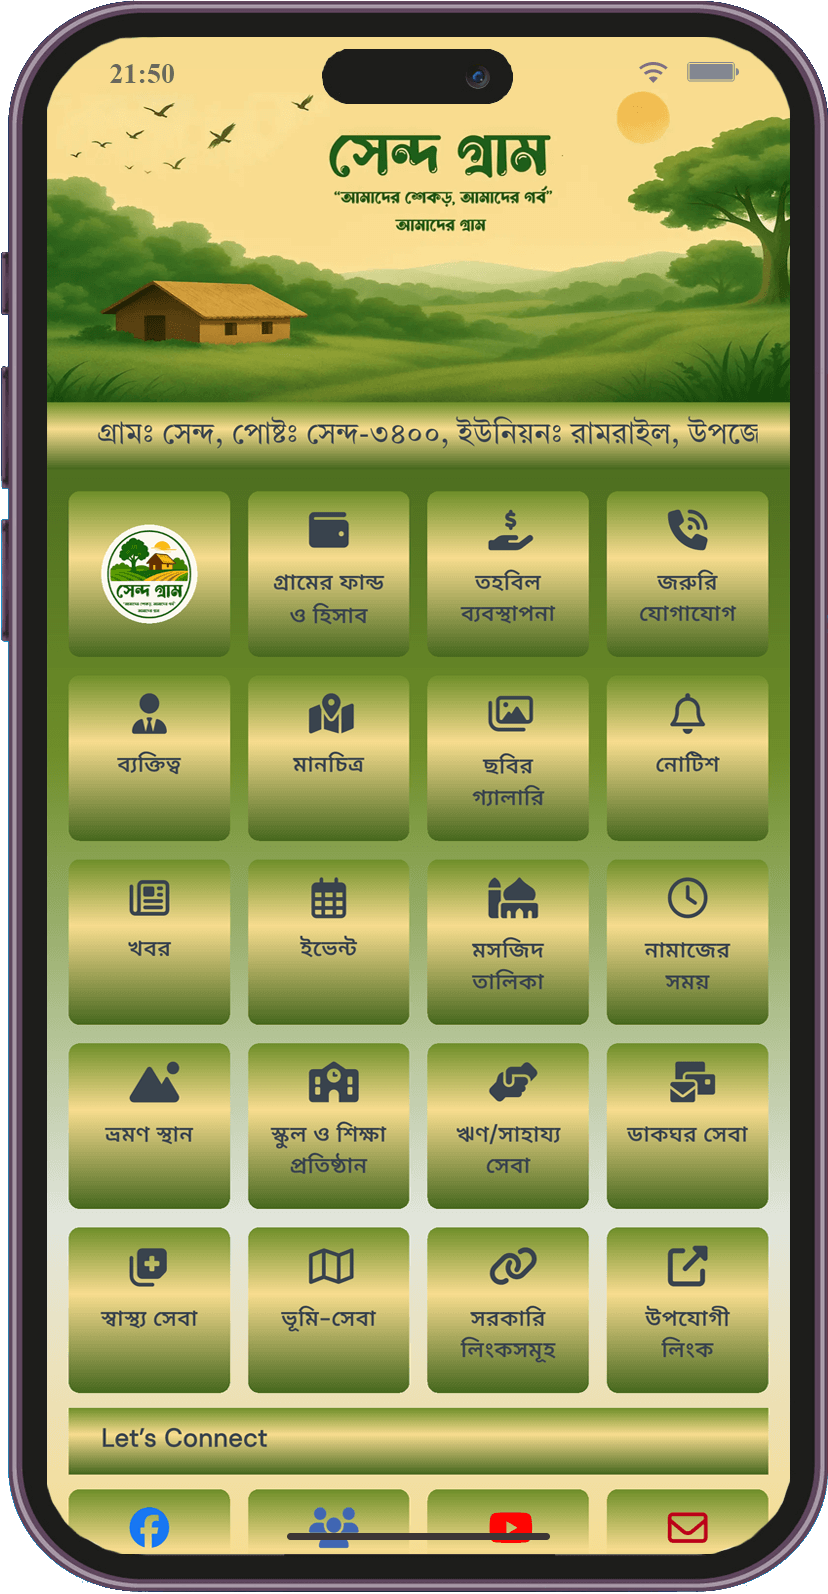 21:50
সেন্দ গ্রাম
“আমাদের শেকড়, আমাদের গর্ব”
আমাদের গ্রাম
গ্রামঃ সেন্দ, পোষ্টঃ সেন্দ-৩৪০০, ইউনিয়নঃ রামরাইল, উপজে
সেন্দ গ্রাম
গ্রামের ফান্ড
ও হিসাব
তহবিল
ব্যবস্থাপনা
জরুরি
যোগাযোগ
ব্যক্তিত্ব
মানচিত্র
ছবির
গ্যালারি
নোটিশ
খবর
ইভেন্ট
মসজিদ
তালিকা
নামাজের
সময়
ভ্রমণ স্থান
স্কুল ও শিক্ষা
প্রতিষ্ঠান
ঋণ/সাহায্য
সেবা
ডাকঘর সেবা
স্বাস্থ্য সেবা
ভূমি-সেবা
সরকারি
লিংকসমূহ
উপযোগী
লিংক
Let's Connect